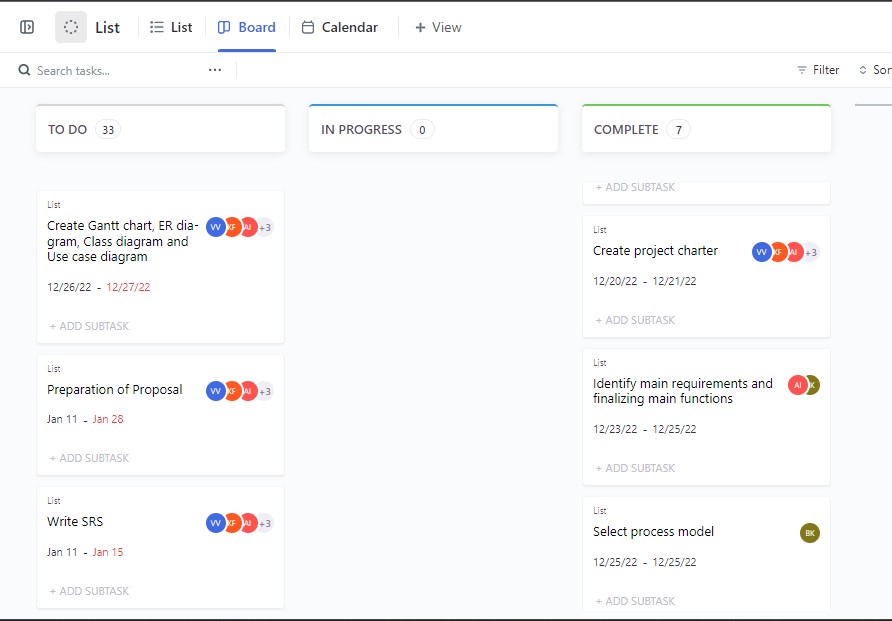 List
List
Board
Calendar
+ View
Search tasks...
...
Filter
Sor
TO DO 33
IN PROGRESS 0
COMPLETE 7
List
Create Gantt chart, ER dia-
gram, Class diagram and
Use case diagram
VV KF AI +3
12/26/22 - 12/27/22
+ ADD SUBTASK
List
Preparation of Proposal
VV KF AI +3
Jan 11 - Jan 28
+ ADD SUBTASK
List
Write SRS
VV KF AI +3
Jan 11 - Jan 15
+ ADD SUBTASK
+ ADD SUBTASK
List
Create project charter
VV KF AI +3
12/20/22 - 12/21/22
+ ADD SUBTASK
List
Identify main requirements and
finalizing main functions
AI K
12/23/22 - 12/25/22
+ ADD SUBTASK
List
Select process model
BK
12/25/22 - 12/25/22
+ ADD SUBTASK